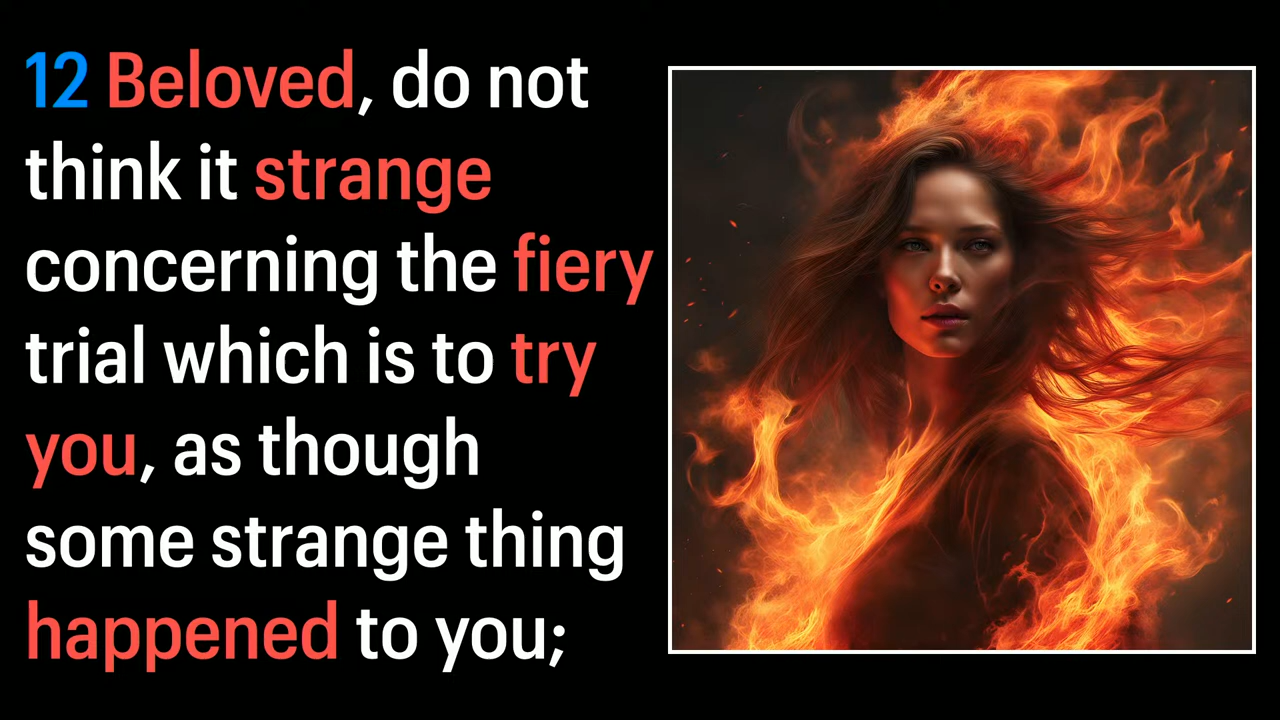 12 Beloved, do not
think it strange
concerning the fiery
trial which is to try
you, as though
some strange thing
happened to you;